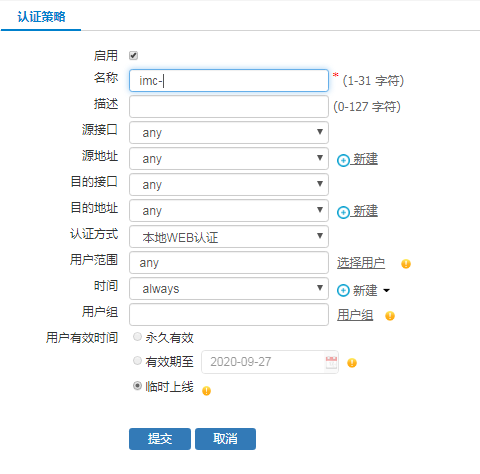 认证策略
启用
名称 imc- * (1-31 字符)
描述 (0-127 字符)
源接口 any
源地址 any 新建
目的接口 any
目的地址 any 新建
认证方式 本地WEB认证
用户范围 any 选择用户
时间 always 新建
用户组 用户组
用户有效时间 永久有效
有效期至 2020-09-27
临时上线
提交 取消